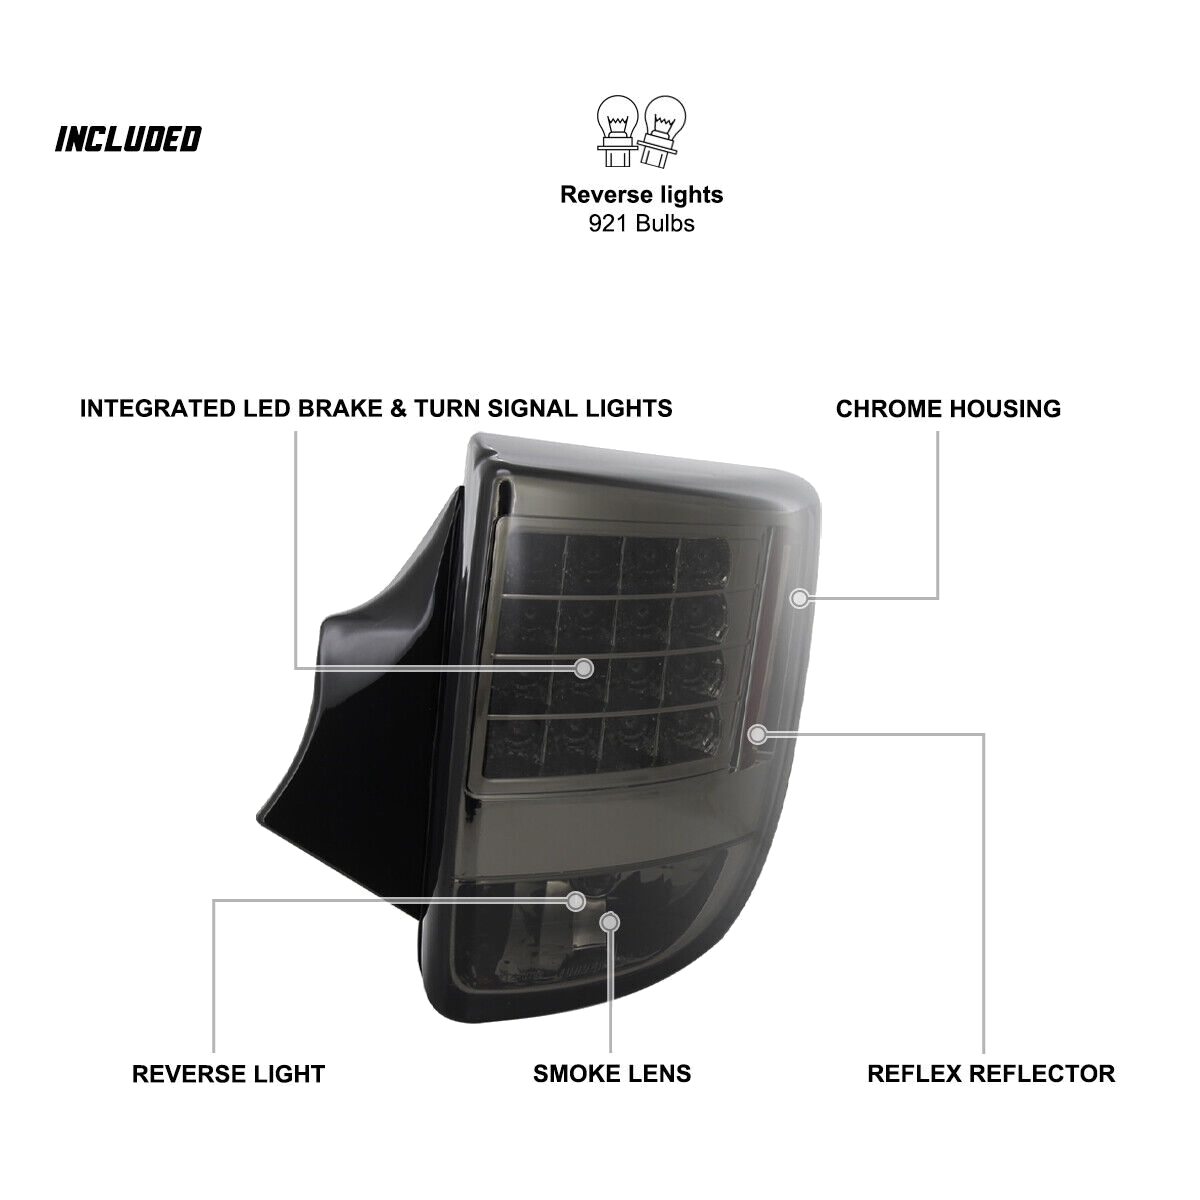 INCLUDED
Reverse lights
921 Bulbs
INTEGRATED LED BRAKE & TURN SIGNAL LIGHTS
CHROME HOUSING
REVERSE LIGHT
SMOKE LENS
REFLEX REFLECTOR